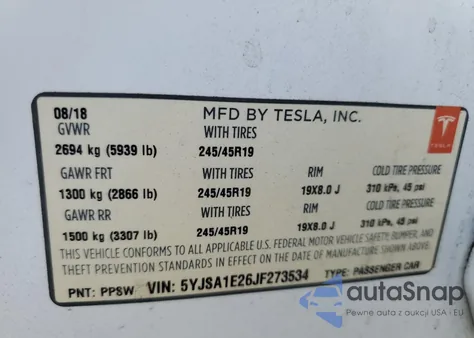 08/18 MFD BY TESLA, INC.
GVWR WITH TIRES
2694 kg (5939 lb) 245/45R19
GAWR FRT WITH TIRES RIM COLD TIRE PRESSURE
1300 kg (2866 lb) 245/45R19 19X8.0 J 310 kPa, 45 psi
GAWR RR WITH TIRES RIM COLD TIRE PRESSURE
1500 kg (3307 lb) 245/45R19 19X8.0 J 310 kPa, 45 psi
THIS VEHICLE CONFORMS TO ALL APPLICABLE U.S. FEDERAL MOTOR VEHICLE SAFETY, BUMPER, AND
THEFT PREVENTION STANDARDS IN EFFECT ON THE DATE OF MANUFACTURE SHOWN ABOVE.
PNT: PPSW VIN: 5YJSA1E26JF273534 TYPE: PASSENGER CAR
TESLA
autoSnap
Pewne auta z aukcji USA - EU